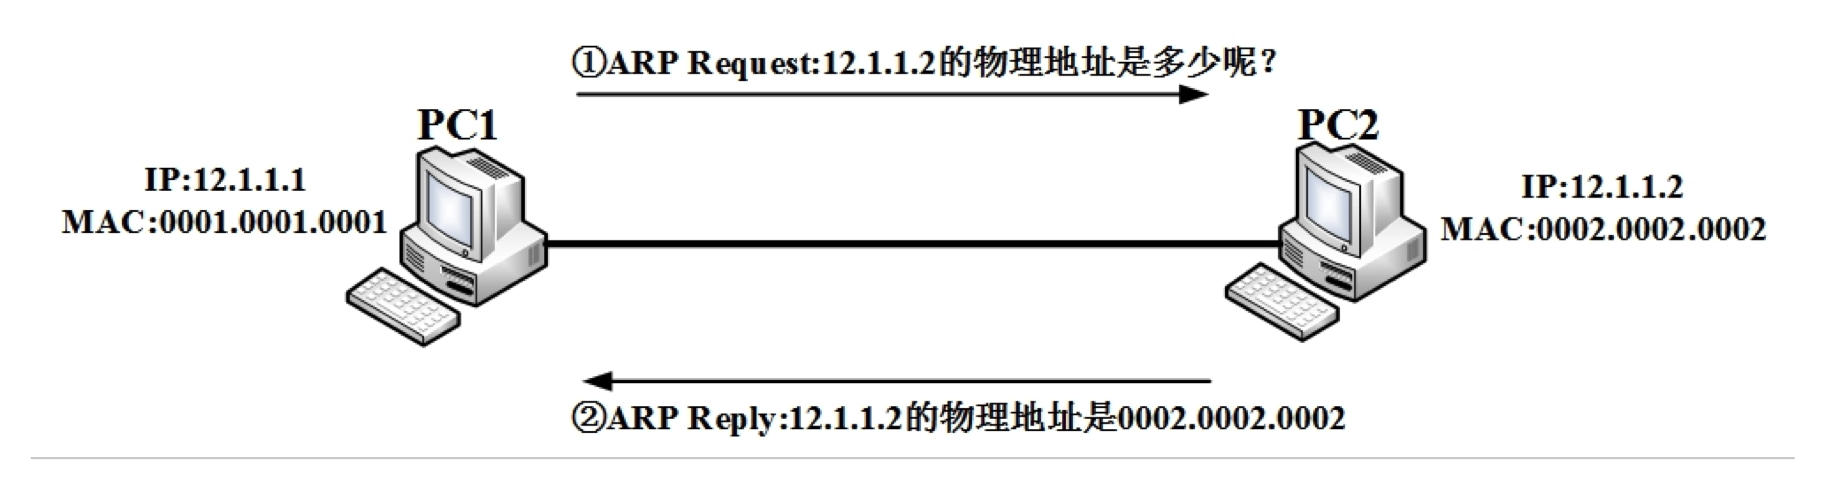 ①ARP Request:12.1.1.2的物理地址是多少呢？
PC1
PC2
IP:12.1.1.1
MAC:0001.0001.0001
IP:12.1.1.2
MAC:0002.0002.0002
②ARP Reply:12.1.1.2的物理地址是0002.0002.0002